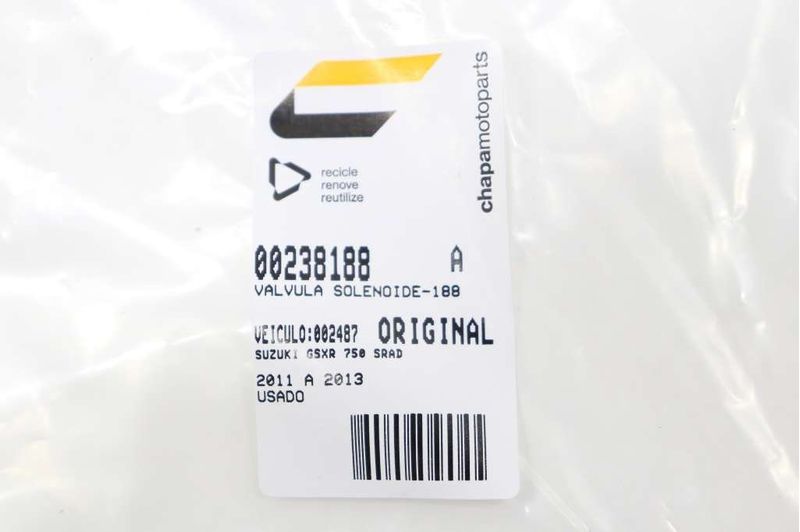 chapamotoparts
recicle
renove
reutilize
00238188 A
VALVULA SOLENOIDE-188
VEICULO:002487 ORIGINAL
SUZUKI GSXR 750 SRAD
2011 A 2013
USADO